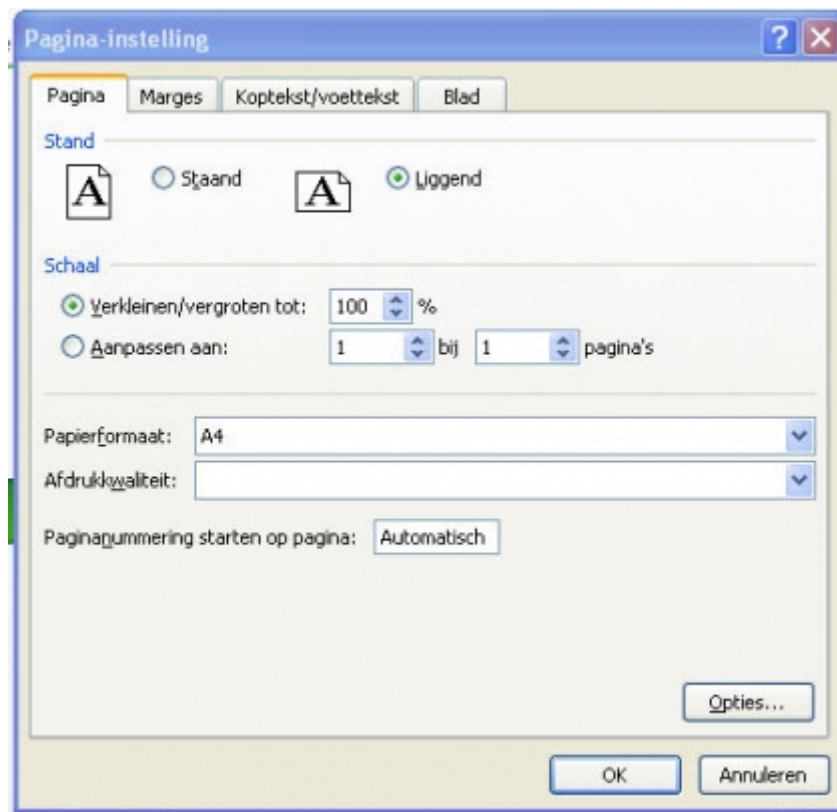 Pagina-instelling
Pagina Marges Koptekst/voettekst Blad
Stand
A Staand A Liggend
Schaal
Verkleinen/vergroten tot: 100 %
Aanpassen aan: 1 bij 1 pagina's
Papierformaat: A4
Afdrukkwaliteit:
Paginanummering starten op pagina: Automatisch
Opties...
OK Annuleren